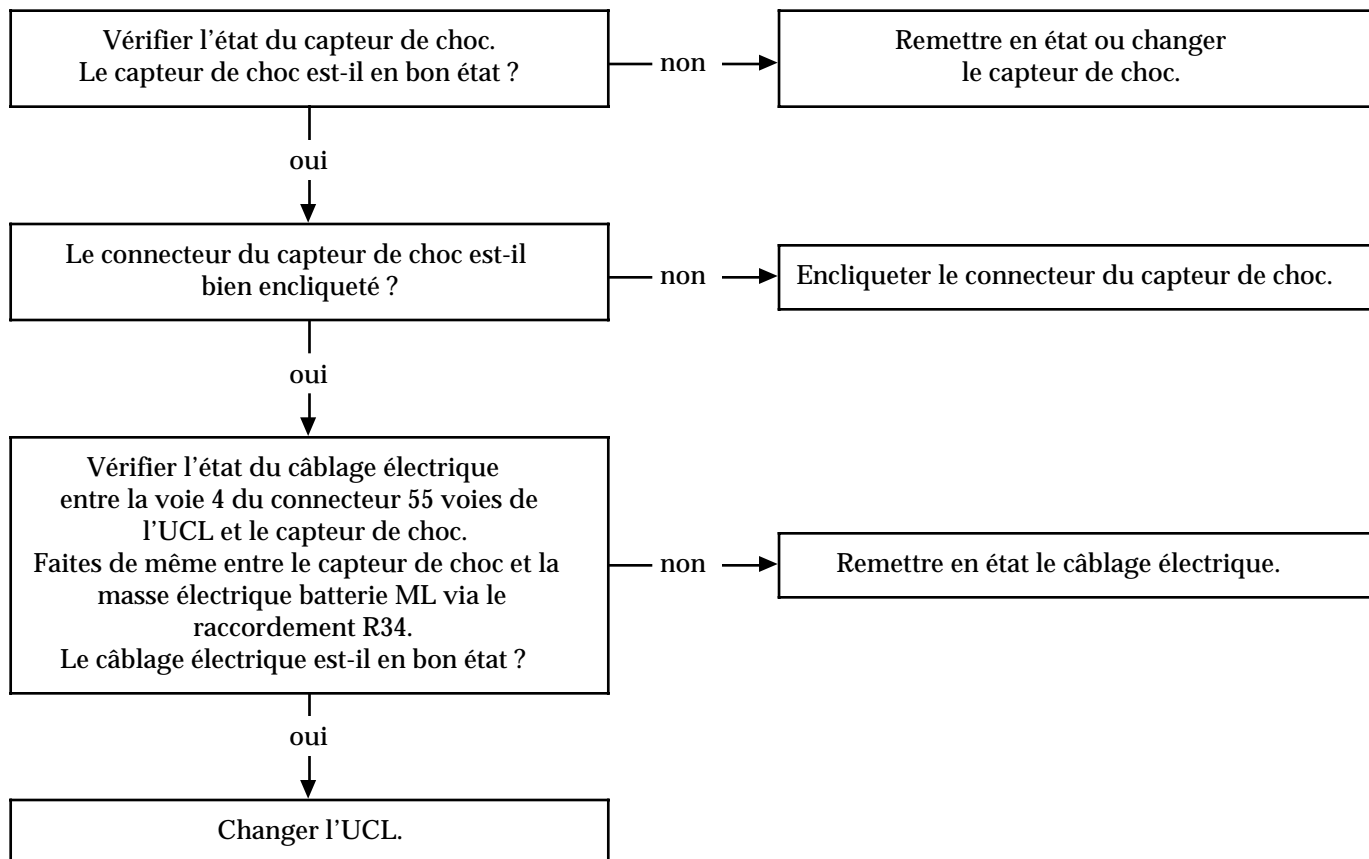 Vérifier l’état du capteur de choc.
Le capteur de choc est-il en bon état ?
non
Remettre en état ou changer
le capteur de choc.
oui
Le connecteur du capteur de choc est-il
bien encliqueté ?
non
Encliqueter le connecteur du capteur de choc.
oui
Vérifier l’état du câblage électrique
entre la voie 4 du connecteur 55 voies de
l’UCL et le capteur de choc.
Faites de même entre le capteur de choc et la
masse électrique batterie ML via le
raccordement R34.
Le câblage électrique est-il en bon état ?
non
Remettre en état le câblage électrique.
oui
Changer l’UCL.